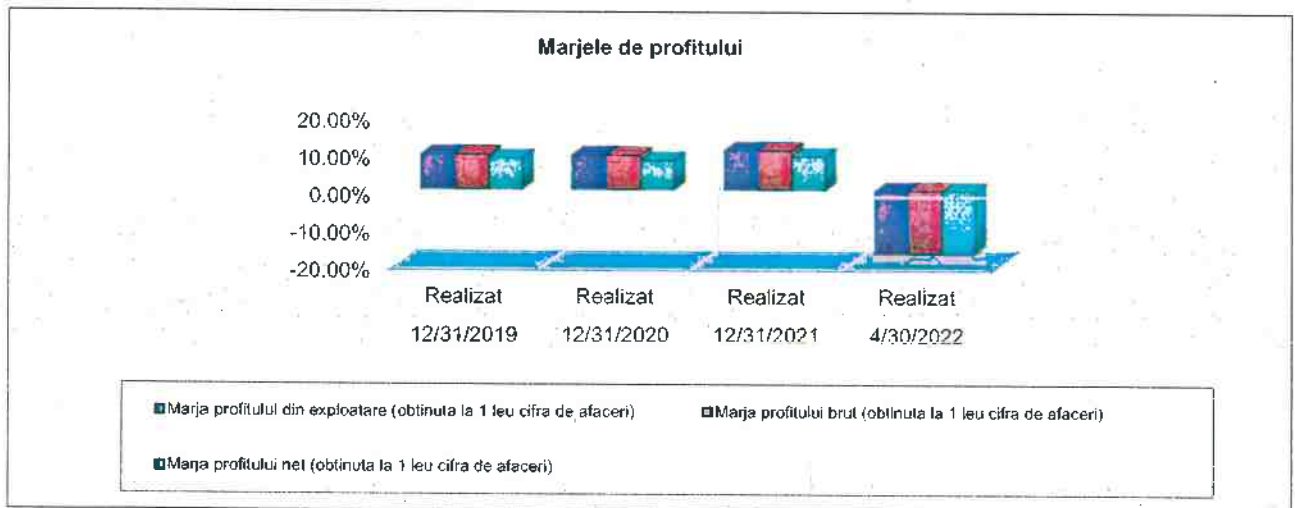 Marjele de profitului
20.00%
10.00%
0.00%
-10.00%
-20.00%
Realizat Realizat Realizat Realizat
12/31/2019 12/31/2020 12/31/2021 4/30/2022
Marja profitului din exploatare (obtinuta la 1 leu cifra de afaceri) Marja profitului brut (obtinuta la 1 leu cifra de afaceri)
Marja profitului net (obtinuta la 1 leu cifra de afaceri)